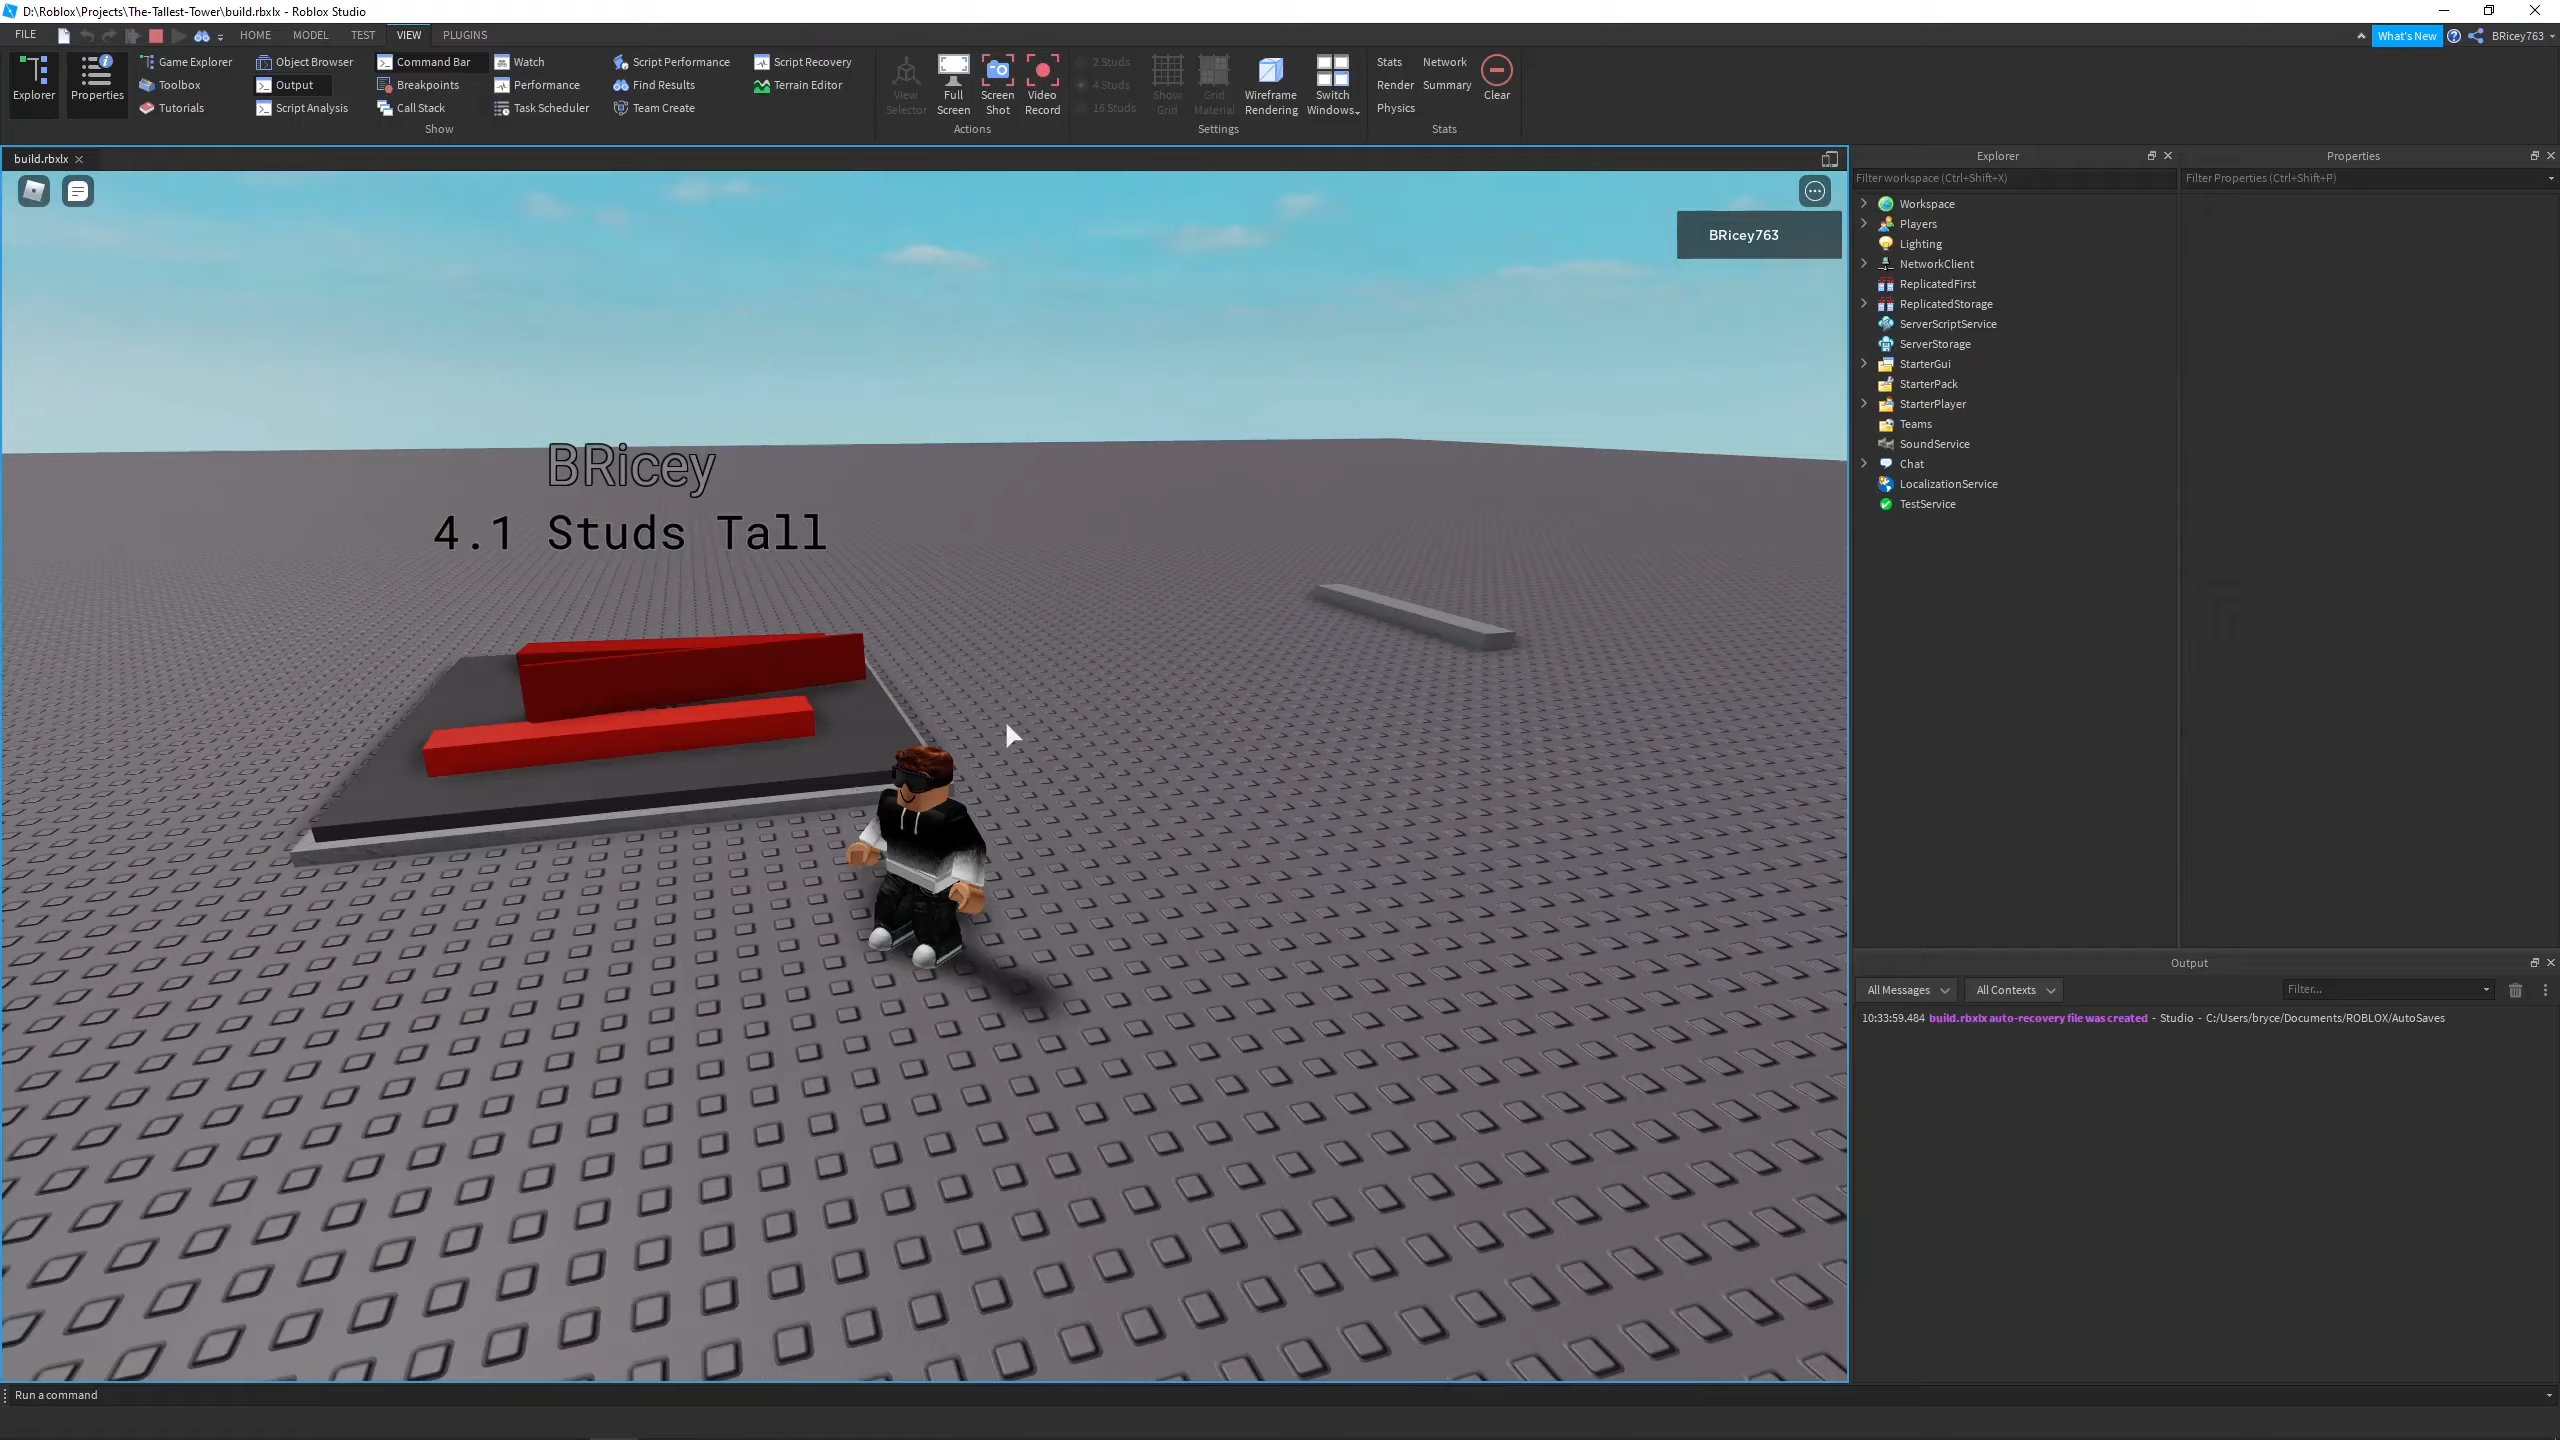 D:\Roblox\Projects\The-Tallest-Tower\build.rbxlx - Roblox Studio
FILE HOME MODEL TEST VIEW PLUGINS What's New BRicey763
Explorer
Properties
Game Explorer
Toolbox
Tutorials
Object Browser
Output
Script Analysis
Command Bar
Breakpoints
Call Stack
Watch
Performance
Task Scheduler
Script Performance
Find Results
Team Create
Script Recovery
Terrain Editor
Show
View Selector
Full Screen
Screen Shot
Video Record
Actions
2 Studs
4 Studs
16 Studs
Show Grid
Grid Material
Wireframe Rendering
Switch Windows
Settings
Stats
Render
Physics
Network
Summary
Clear
Stats
build.rbxlx
BRicey763
BRicey
4.1 Studs Tall
Explorer
Filter workspace (Ctrl+Shift+X)
Workspace
Players
Lighting
NetworkClient
ReplicatedFirst
ReplicatedStorage
ServerScriptService
ServerStorage
StarterGui
StarterPack
StarterPlayer
Teams
SoundService
Chat
LocalizationService
TestService
Properties
Filter Properties (Ctrl+Shift+P)
Output
All Messages All Contexts Filter...
10:33:59.484 build.rbxlx auto-recovery file was created - Studio - C:/Users/bryce/Documents/ROBLOX/AutoSaves
Run a command